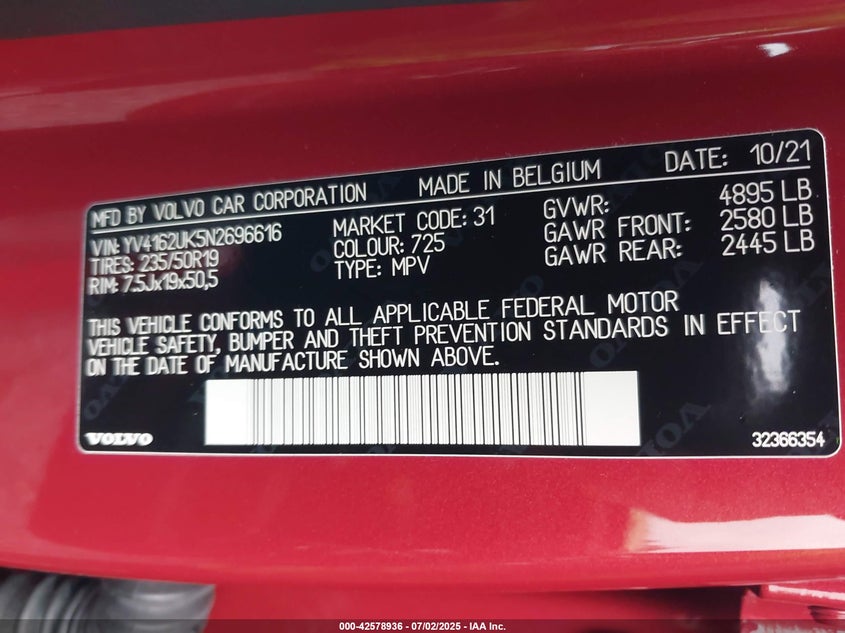 MFD BY VOLVO CAR CORPORATION MADE IN BELGIUM DATE: 10/21
VIN: YV4162UK5N2696616 MARKET CODE: 31 GVWR: 4895 LB
TIRES: 235/50R19 COLOUR: 725 GAWR FRONT: 2580 LB
RIM: 7.5Jx19x50,5 TYPE: MPV GAWR REAR: 2445 LB
THIS VEHICLE CONFORMS TO ALL APPLICABLE FEDERAL MOTOR
VEHICLE SAFETY, BUMPER AND THEFT PREVENTION STANDARDS IN EFFECT
ON THE DATE OF MANUFACTURE SHOWN ABOVE.
VOLVO 32366354
000-42578936 - 07/02/2025 - IAA Inc.